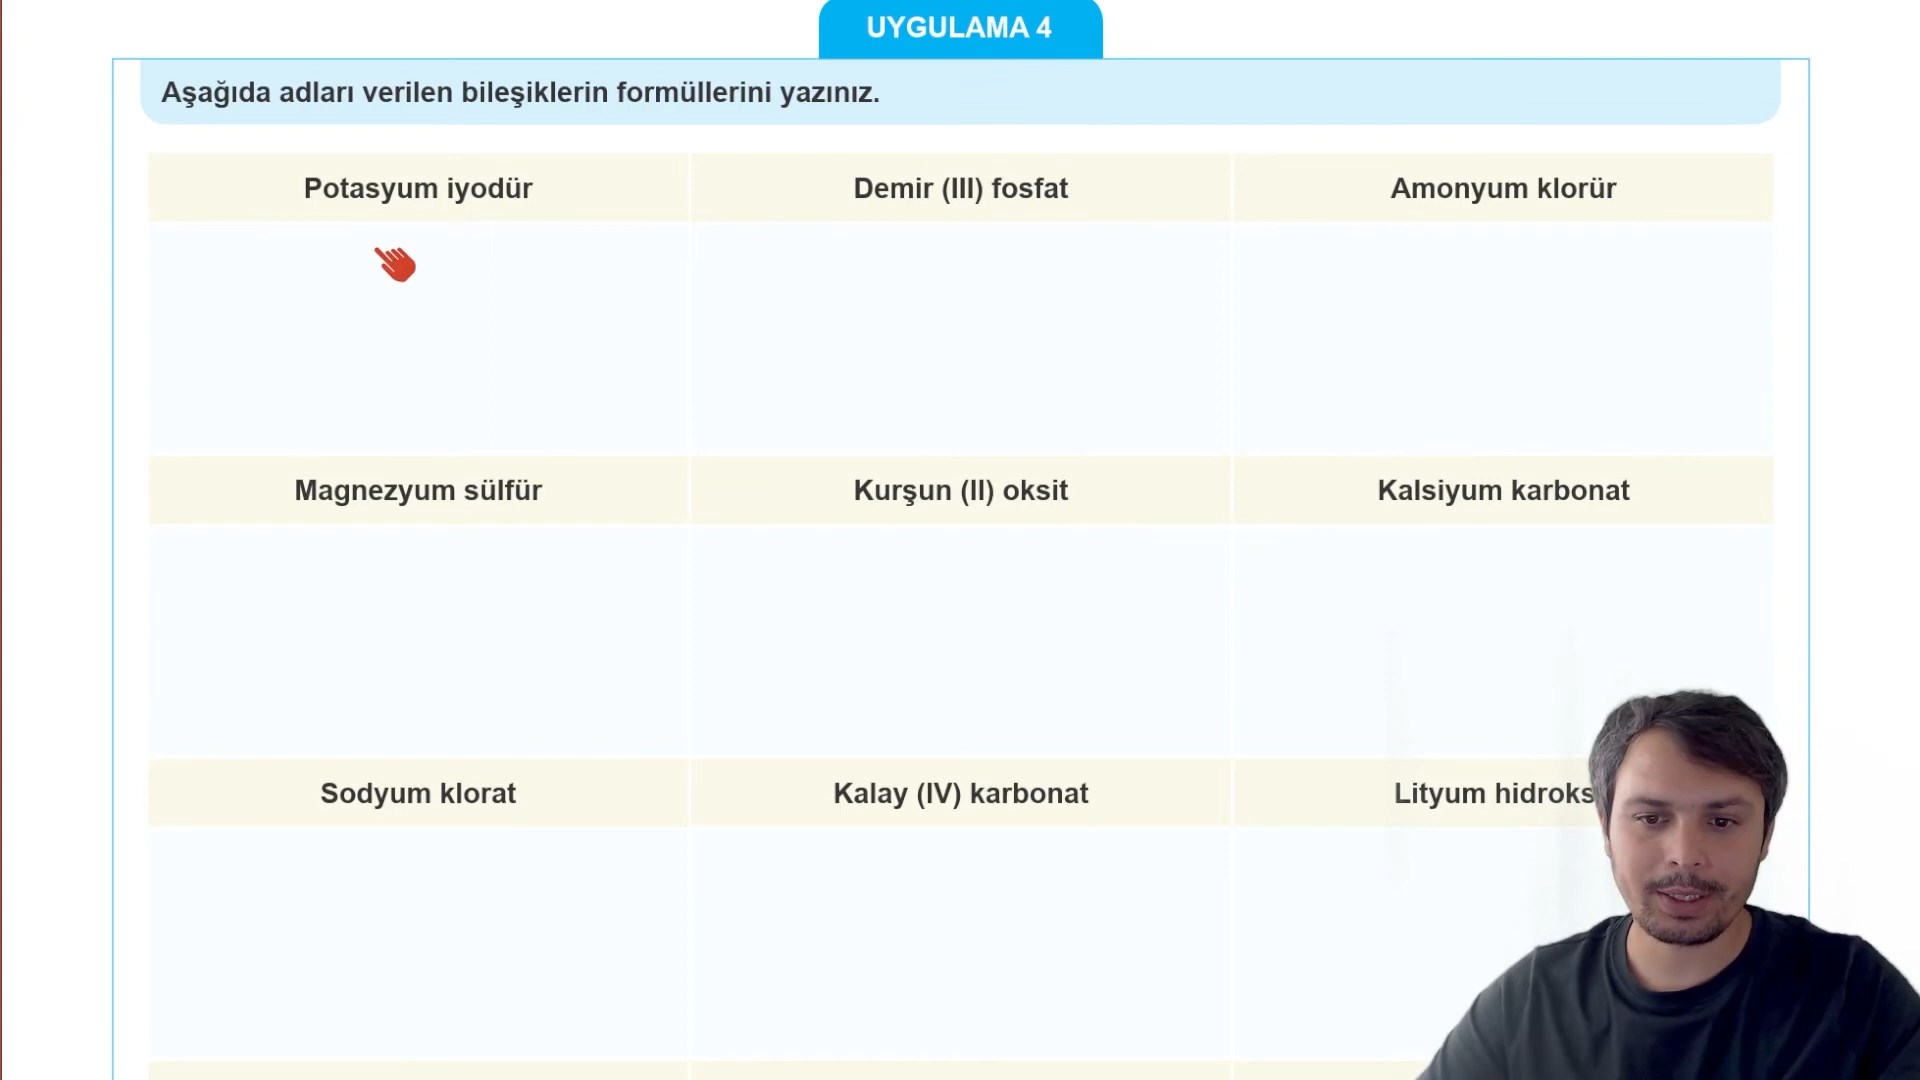 UYGULAMA 4
Aşağıda adları verilen bileşiklerin formüllerini yazınız.
Potasyum iyodür
Demir (III) fosfat
Amonyum klorür
Magnezyum sülfür
Kurşun (II) oksit
Kalsiyum karbonat
Sodyum klorat
Kalay (IV) karbonat
Lityum